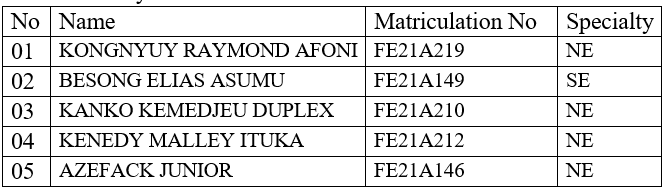 No Name Matriculation No Specialty
01 KONGNYUY RAYMOND AFONI FE21A219 NE
02 BESONG ELIAS ASUMU FE21A149 SE
03 KANKO KEMEDJEU DUPLEX FE21A210 NE
04 KENEDY MALLEY ITUKA FE21A212 NE
05 AZEFACK JUNIOR FE21A146 NE